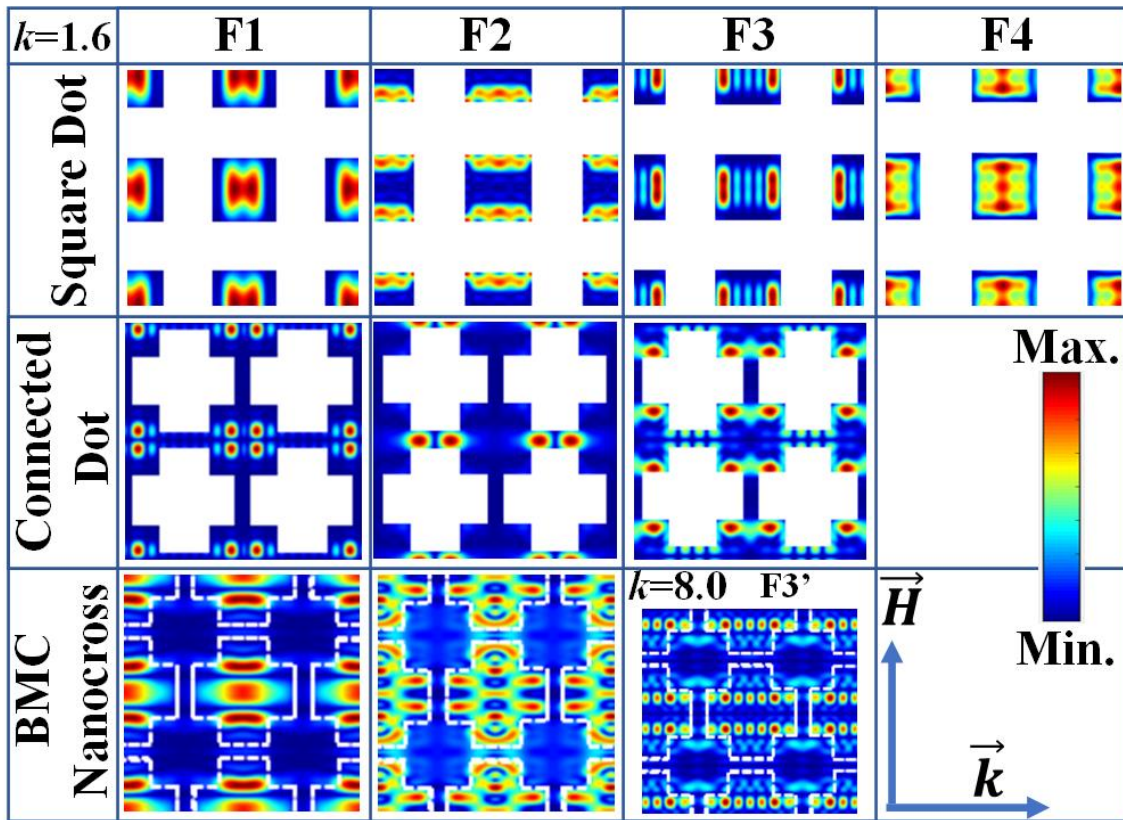 k=1.6 F1 F2 F3 F4
Square Dot
Connected
Dot
Max.
Min.
BMC
Nanocross
k=8.0 F3’
H
k